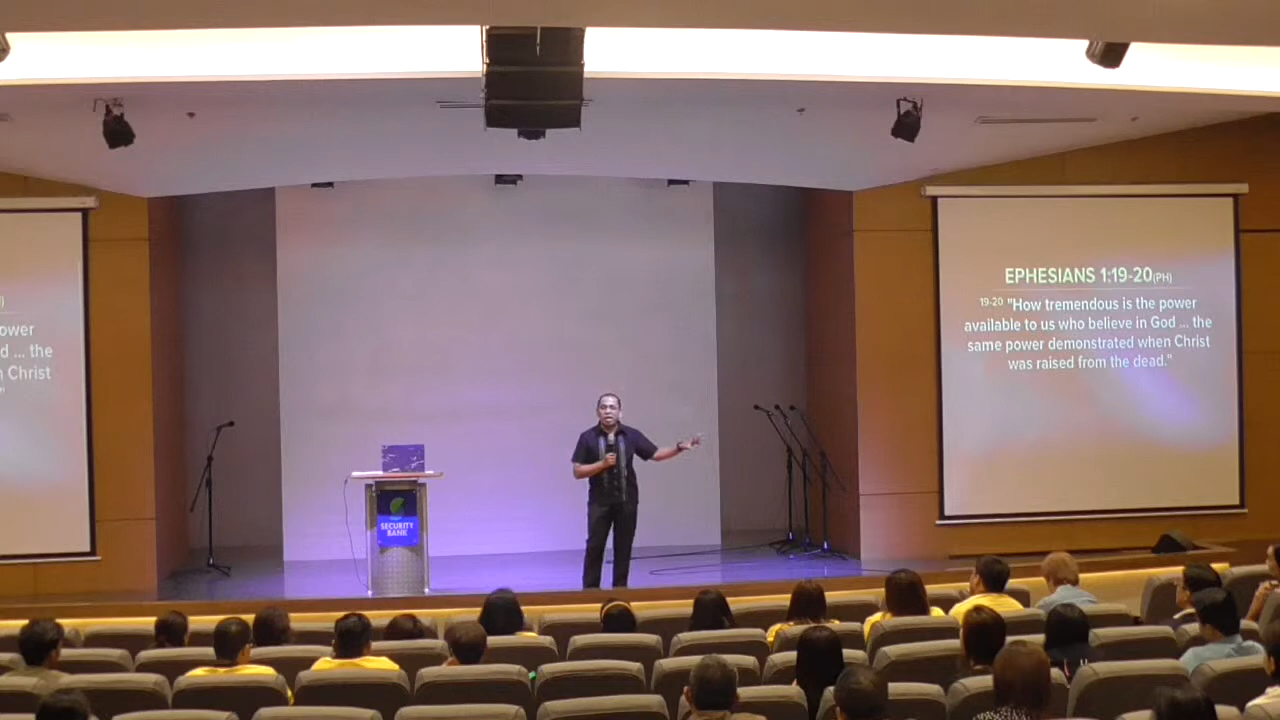 )
ower
d ... the
n Christ
"
SECURITY
BANK
EPHESIANS 1:19-20(PH)
19-20 "How tremendous is the power
available to us who believe in God ... the
same power demonstrated when Christ
was raised from the dead."